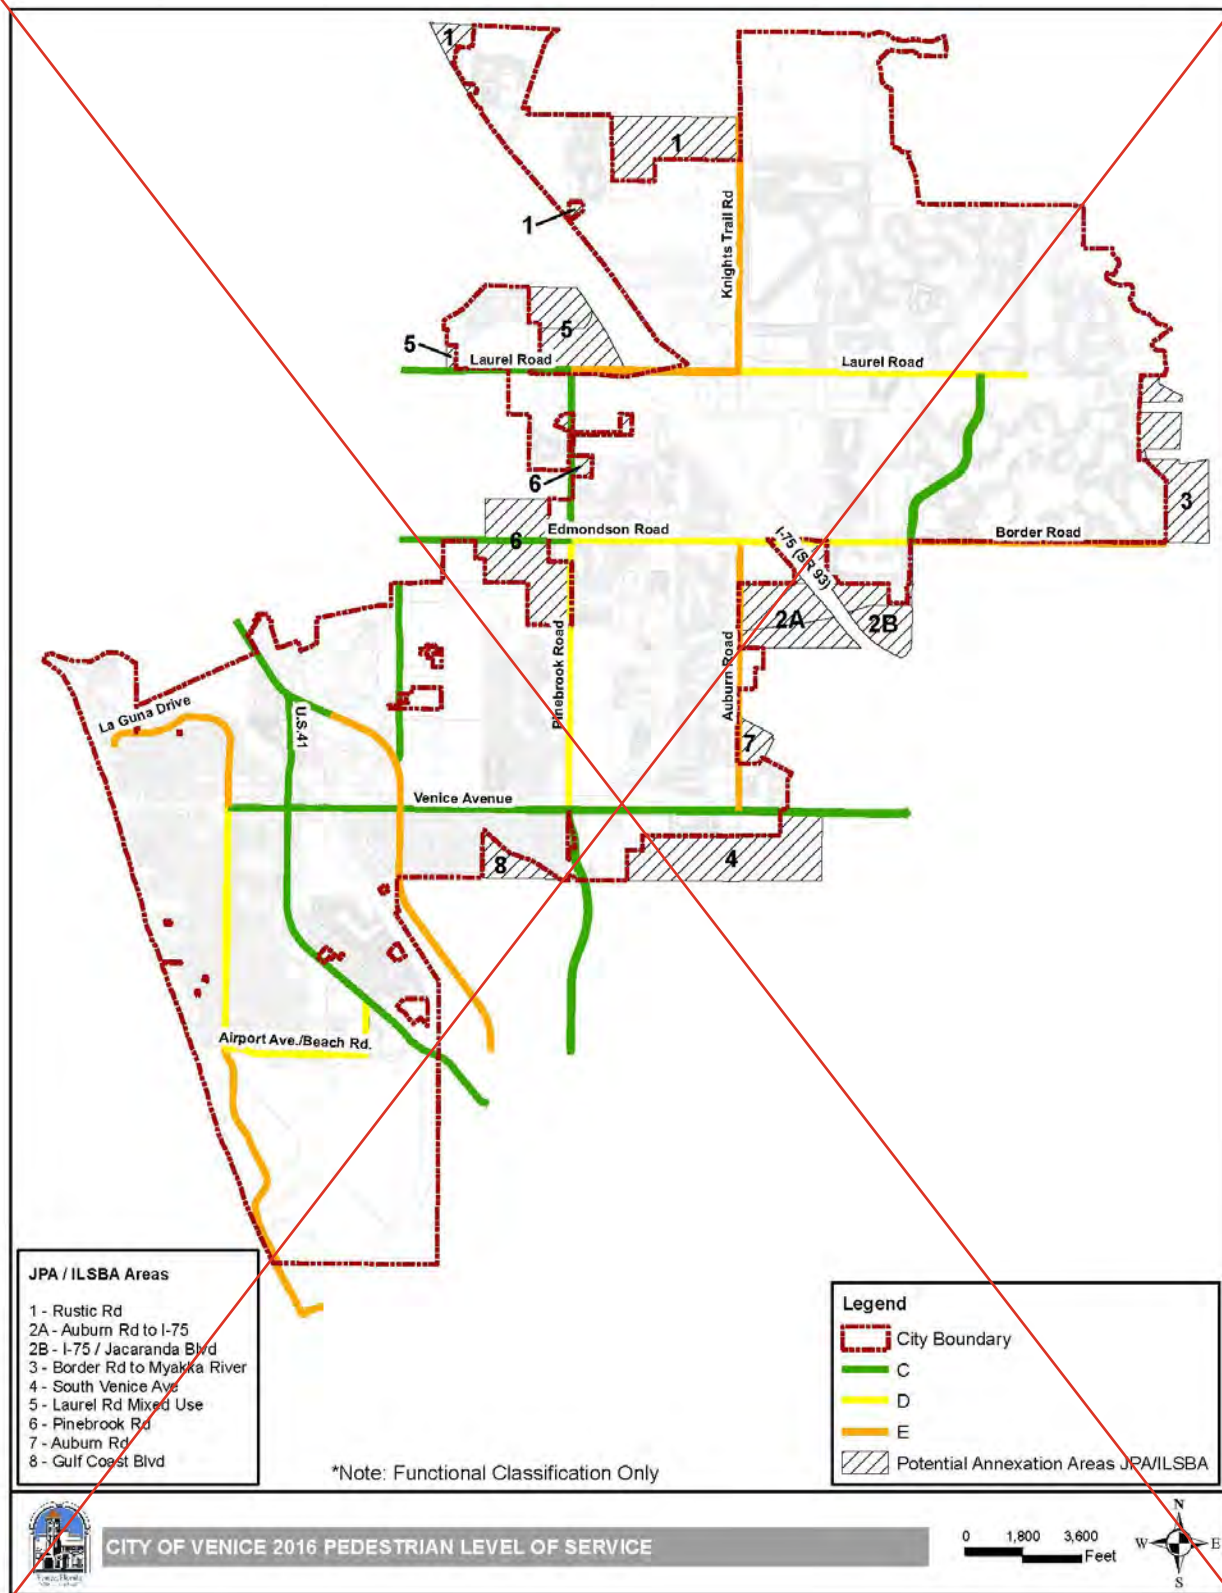 1
1
1
Knights Trail Rd
5
5
Laurel Road
Laurel Road
6
3
Edmondson Road
Border Road
6
I-75 (SR 93)
2A
2B
Pinebrook Road
Auburn Road
La Guna Drive
U.S.41
7
Venice Avenue
8
4
Airport Ave./Beach Rd.
JPA / ILSBA Areas
1 - Rustic Rd
2A - Auburn Rd to I-75
2B - I-75 / Jacaranda Blvd
3 - Border Rd to Myakka River
4 - South Venice Ave
5 - Laurel Rd Mixed Use
6 - Pinebrook Rd
7 - Auburn Rd
8 - Gulf Coast Blvd
*Note: Functional Classification Only
Legend
City Boundary
C
D
E
Potential Annexation Areas JPA/ILSBA
CITY OF VENICE 2016 PEDESTRIAN LEVEL OF SERVICE
0 1,800 3,600
Feet
N
W E
S